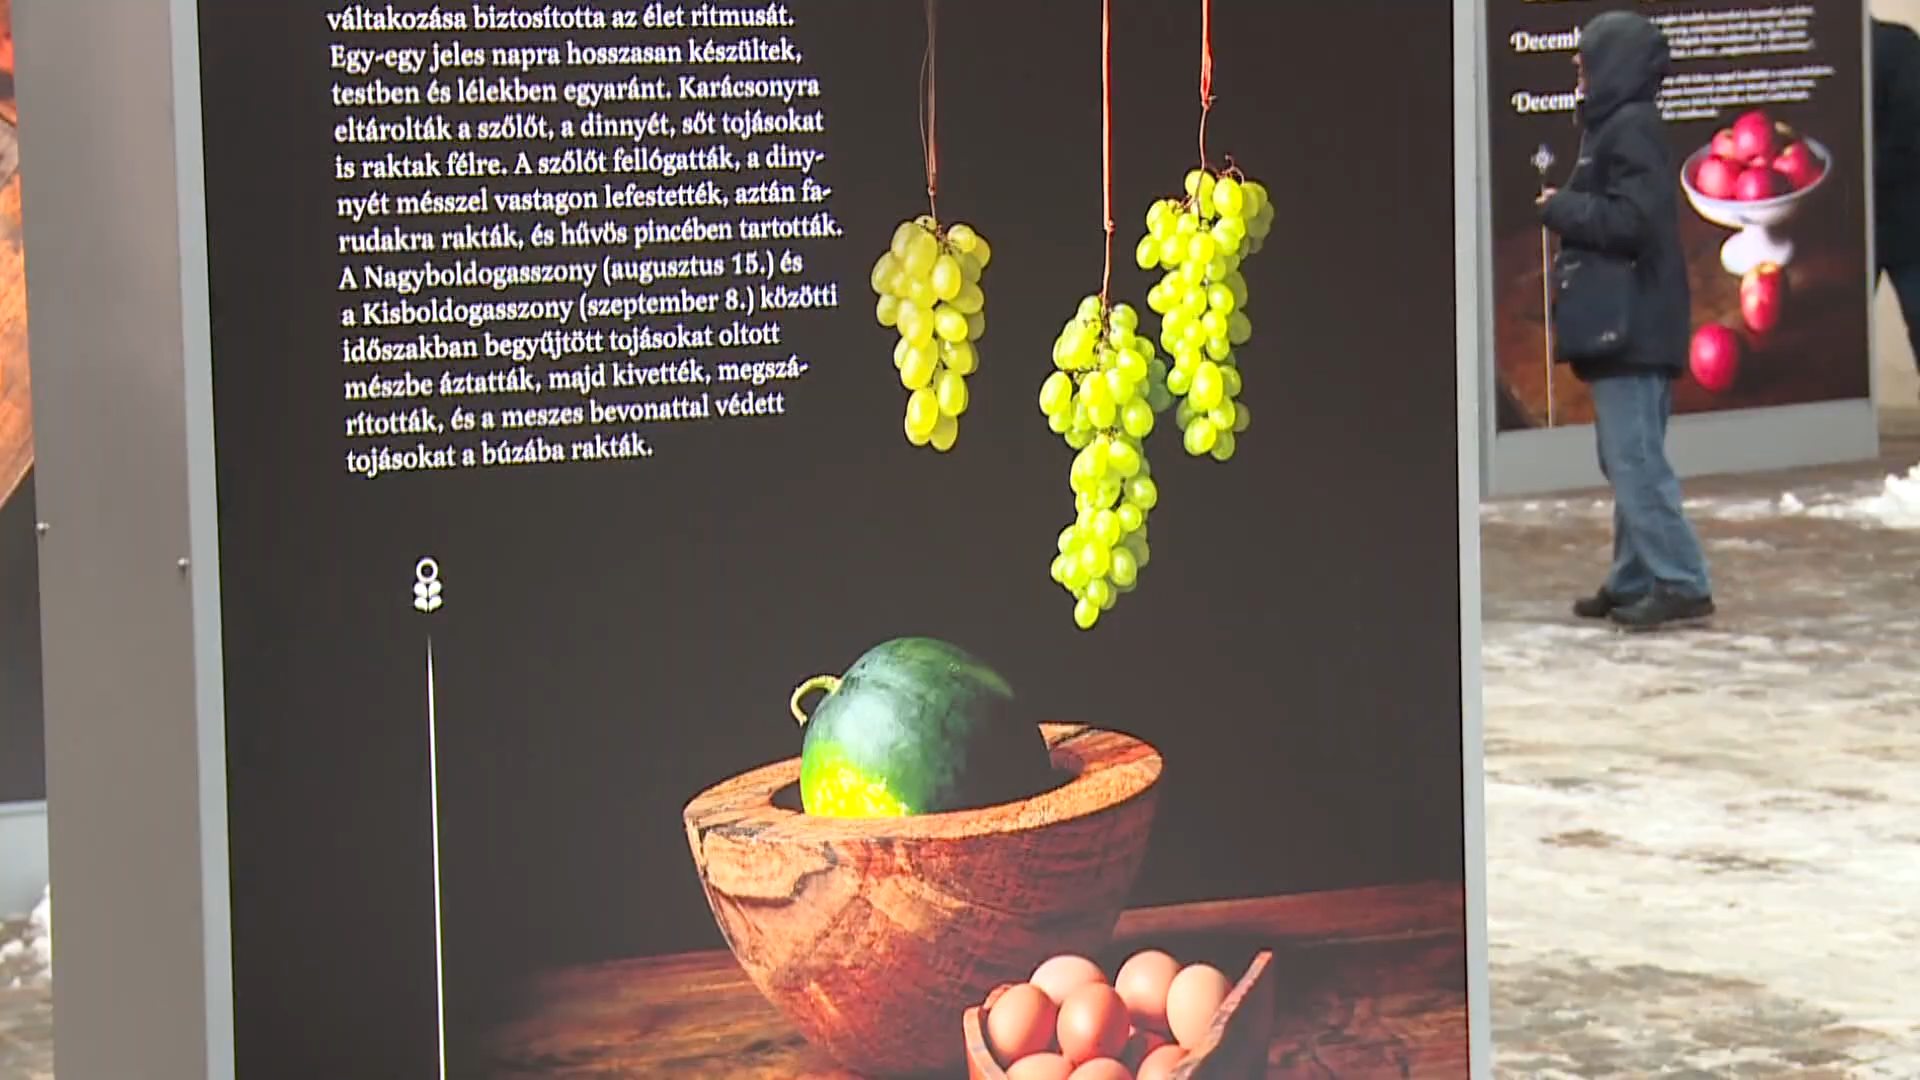 váltakozása biztosította az élet ritmusát.
Egy-egy jeles napra hosszasan készültek,
testben és lélekben egyaránt. Karácsonyra
eltárolták a szőlőt, a dinnyét, sőt tojásokat
is raktak félre. A szőlőt fellógatták, a diny-
nyét mésszel vastagon lefestették, aztán fa-
rudakra rakták, és hűvös pincében tartották.
A Nagyboldogasszony (augusztus 15.) és
a Kisboldogasszony (szeptember 8.) közötti
időszakban begyűjtött tojásokat oltott
mészbe áztatták, majd kivették, megszá-
rították, és a meszes bevonattal védett
tojásokat a búzába rakták.